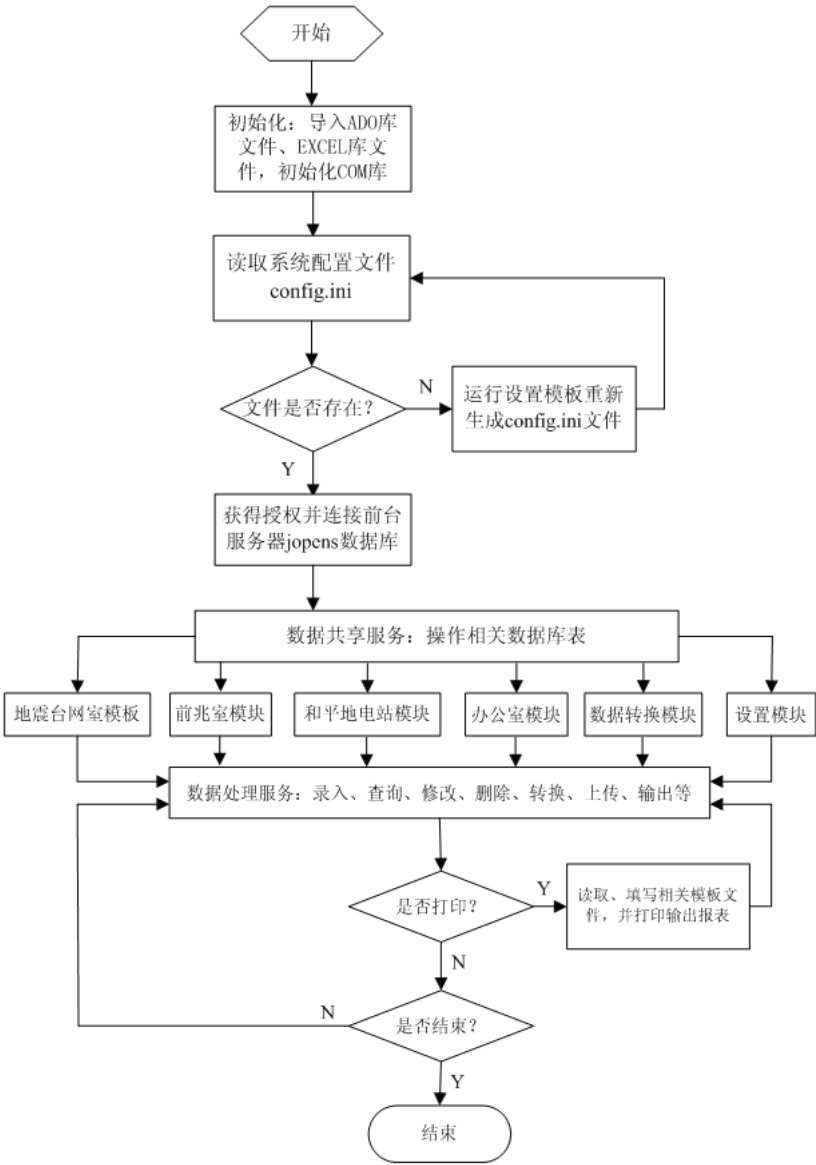 开始
初始化：导入ADO库
文件、EXCEL库文
件，初始化COM库
读取系统配置文件
config.ini
文件是否存在？
N
运行设置模板重新
生成config.ini文件
Y
获得授权并连接前台
服务器jopens数据库
数据共享服务：操作相关数据库表
地震台网室模板
前兆室模块
和平地电站模块
办公室模块
数据转换模块
设置模块
数据处理服务：录入、查询、修改、删除、转换、上传、输出等
是否打印？
Y
读取、填写相关模板文
件，并打印输出报表
N
是否结束？
N
Y
结束